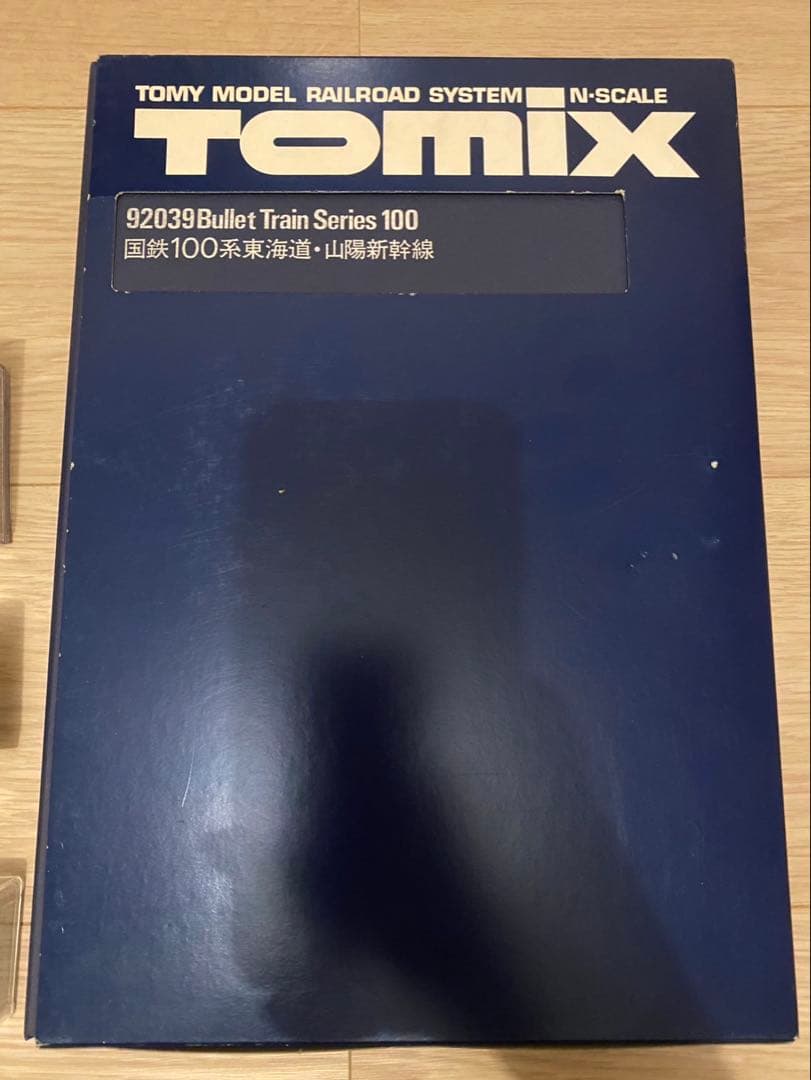 TOMY MODEL RAILROAD SYSTEM N·SCALE
TOMIX
92039 Bullet Train Series 100
国鉄100系東海道・山陽新幹線